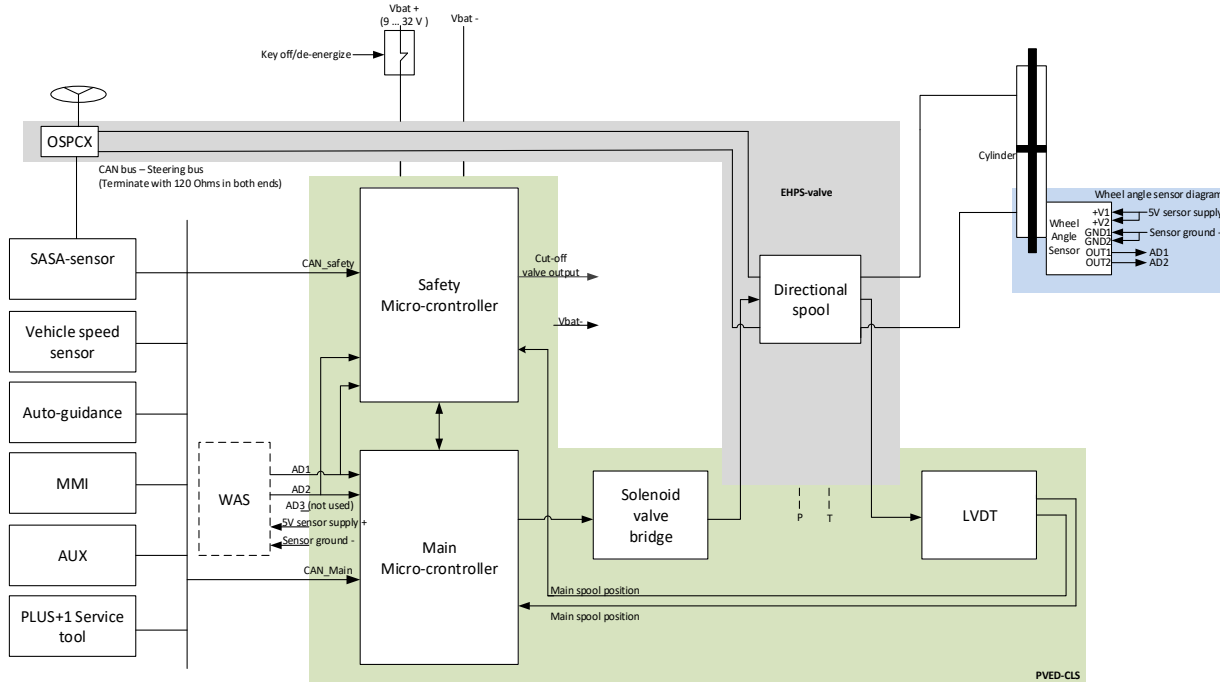 Vbat +
(9 ... 32 V )
Vbat -
Key off/de-energize
OSPCX
CAN bus – Steering bus
(Terminate with 120 Ohms in both ends)
EHPS-valve
Cylinder
Wheel angle sensor diagram
Wheel
Angle
Sensor
+V1
+V2
GND1
GND2
OUT1
OUT2
5V sersor supply
Sensor ground -
AD1
AD2
SASA-sensor
CAN_safety
Safety
Micro-crontroller
Cut-off
valve output
Vbat-
Directional
spool
Vehicle speed
sensor
Auto-guidance
MMI
AUX
PLUS+1 Service
tool
WAS
AD1
AD2
AD3 (not used)
5V sensor supply +
Sensor ground -
CAN_Main
Main
Micro-crontroller
Solenoid
valve
bridge
P
T
LVDT
Main spool position
Main spool position
PVED-CLS